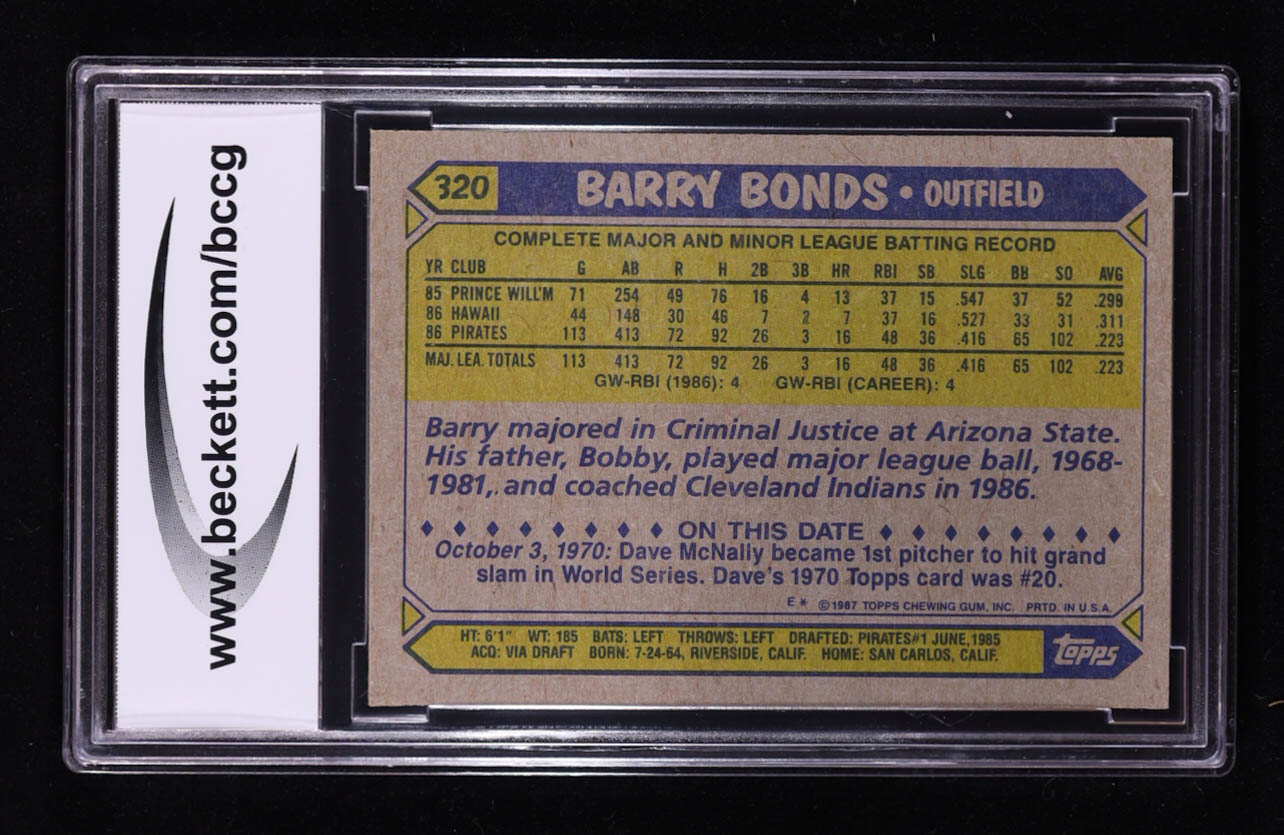 www.beckett.com/bccg
320 BARRY BONDS • OUTFIELD
COMPLETE MAJOR AND MINOR LEAGUE BATTING RECORD
YR CLUB G AB R H 2B 3B HR RBI SB SLG BB SO AVG
85 PRINCE WILL'M 71 254 49 76 16 4 13 37 15 .547 37 52 .299
86 HAWAII 44 148 30 46 7 2 7 37 16 .527 33 31 .311
86 PIRATES 113 413 72 92 26 3 16 48 36 .416 65 102 .223
MAJ. LEA. TOTALS 113 413 72 92 26 3 16 48 36 .416 65 102 .223
GW-RBI (1986): 4 GW-RBI (CAREER): 4
Barry majored in Criminal Justice at Arizona State.
His father, Bobby, played major league ball, 1968-
1981, and coached Cleveland Indians in 1986.
ON THIS DATE
October 3, 1970: Dave McNally became 1st pitcher to hit grand
slam in World Series. Dave's 1970 Topps card was #20.
E* ©1987 TOPPS CHEWING GUM, INC. PRTD. IN U.S.A.
HT: 6'1" WT: 185 BATS: LEFT THROWS: LEFT DRAFTED: PIRATES#1 JUNE,1985
ACQ: VIA DRAFT BORN: 7-24-64, RIVERSIDE, CALIF. HOME: SAN CARLOS, CALIF.
TOPPS